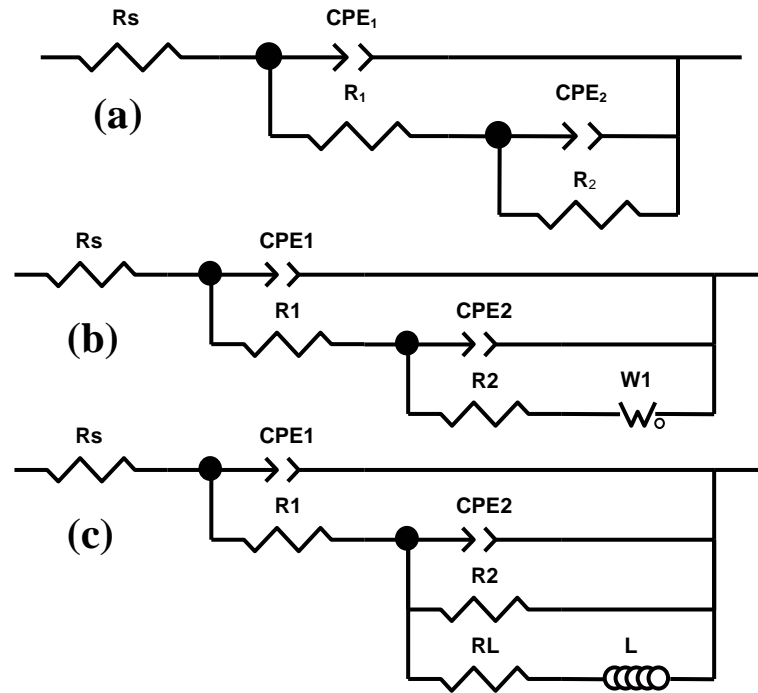 Rs CPE₁
R₁ CPE₂
(a)
R₂
Rs CPE1
R1 CPE2
(b)
R2 W1
Rs CPE1
R1 CPE2
(c)
R2
RL L